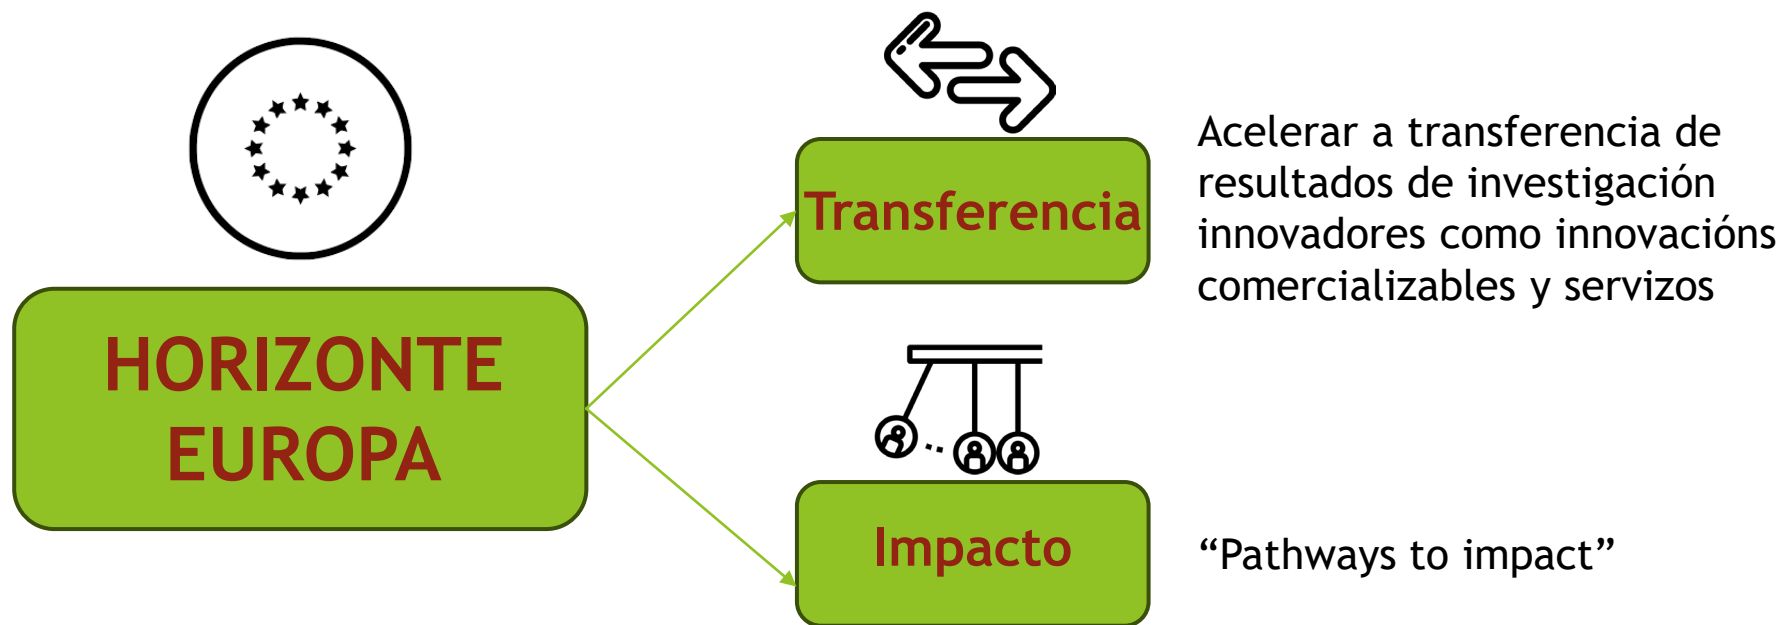 HORIZONTE
EUROPA
Transferencia
Acelerar a transferencia de
resultados de investigación
innovadores como innovacións
comercializables y servizos
Impacto
“Pathways to impact”